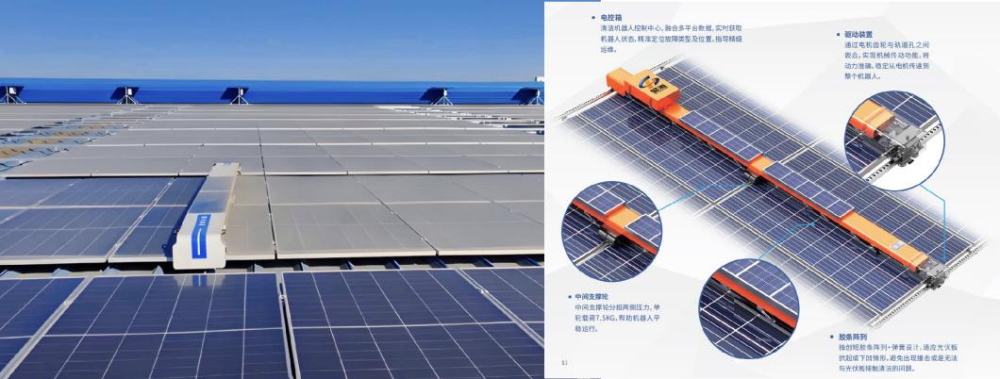 电控箱
清洁机器人控制中心，融合多平台数据，实时获取
机器人状态，精准定位故障类型及位置，指导精细
运维。
驱动装置
通过电机齿轮与轨道孔之间
啮合，实现机械传动功能，将
动力准确、稳定从电机传递到
整个机器人。
中间支撑轮
中间支撑轮分担两侧压力，单
轮载荷7.5KG，帮助机器人平
稳运行。
胶条阵列
独创短胶条阵列+弹簧设计，适应光伏板
拱起或下凹情形，避免出现撞击或是无法
与光伏板接触清洁的问题。